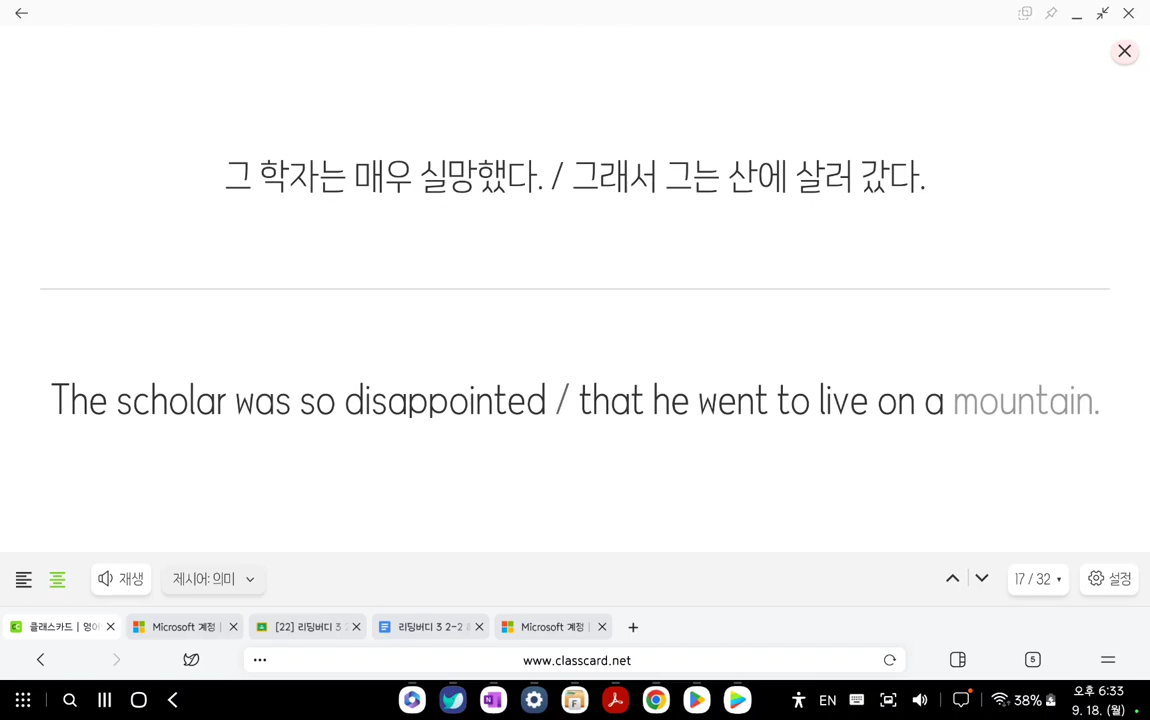 그 학자는 매우 실망했다. / 그래서 그는 산에 살러 갔다.
The scholar was so disappointed / that he went to live on a mountain.
재생
제시어: 의미
17 / 32
설정
클래스카드 | 영어
Microsoft 계정 |
[22] 리딩버디 3 2
리딩버디 3 2-2
Microsoft 계정 |
www.classcard.net
5
EN
38%
오후 6:33
9. 18. (월)